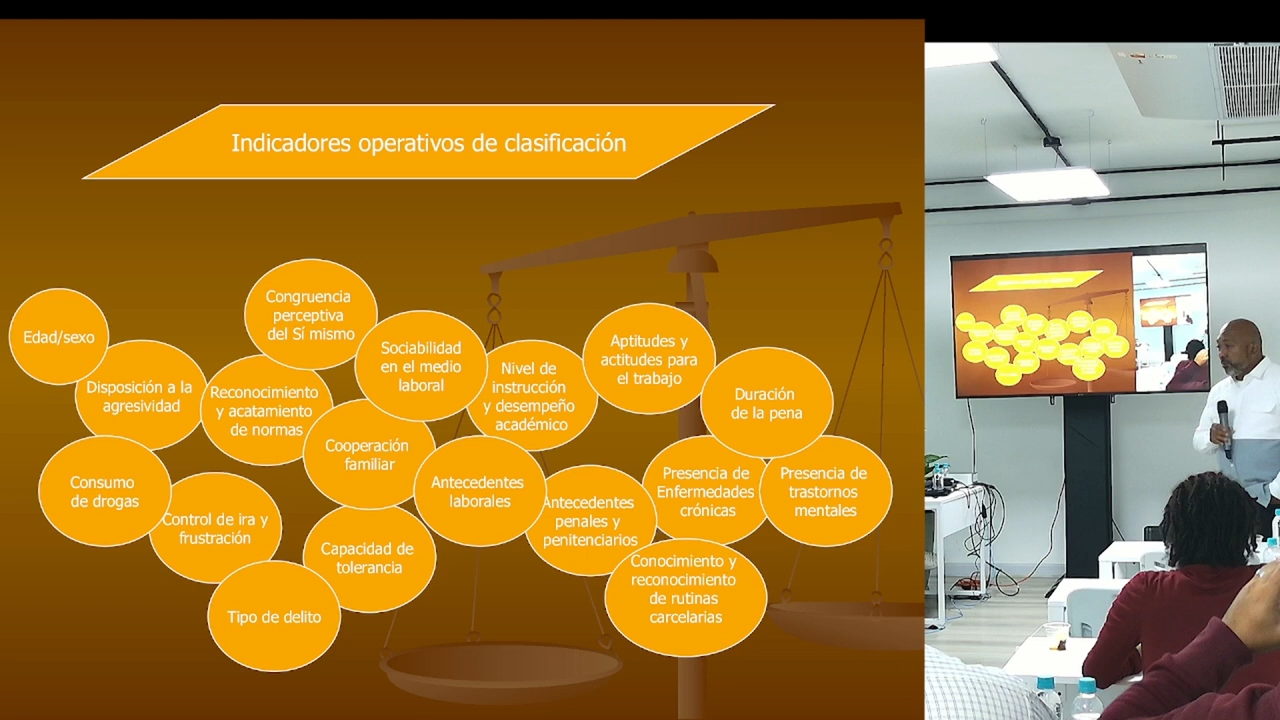 Indicadores operativos de clasificación
Edad/sexo
Disposición a la
agresividad
Congruencia
perceptiva
del Sí mismo
Reconocimiento
y acatamiento
de normas
Sociabilidad
en el medio
laboral
Nivel de
instrucción
y desempeño
académico
Aptitudes y
actitudes para
el trabajo
Duración
de la pena
Consumo
de drogas
Control de ira y
frustración
Cooperación
familiar
Antecedentes
laborales
Antecedentes
penales y
penitenciarios
Presencia de
Enfermedades
crónicas
Presencia de
trastornos
mentales
Capacidad de
tolerancia
Tipo de delito
Conocimiento y
reconocimiento
de rutinas
carcelarias